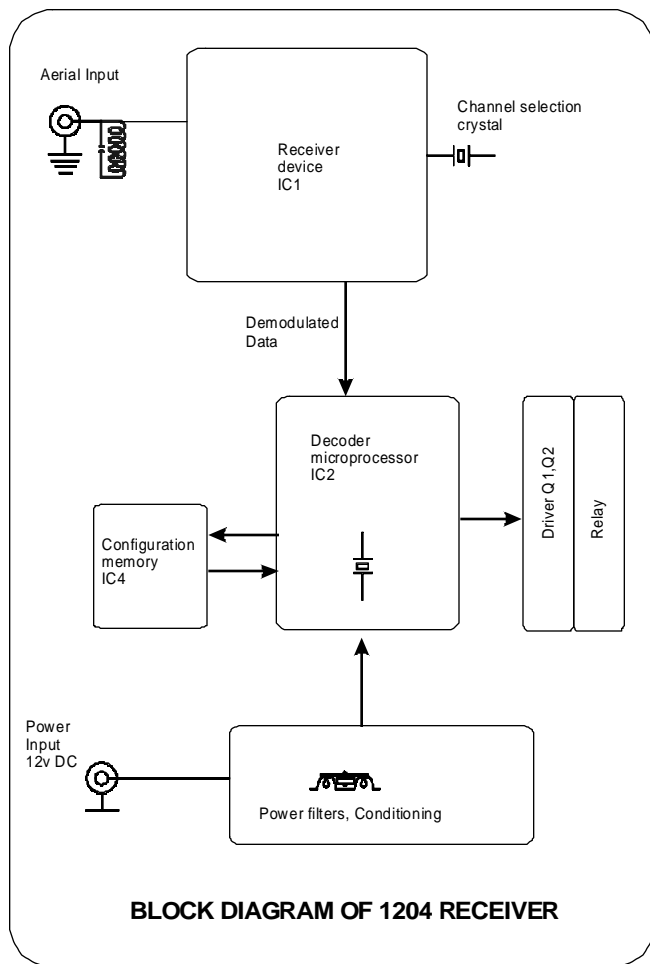 Aerial Input
Channel selection
crystal
Receiver
device
IC1
Demodulated
Data
Decoder
microprocessor
IC2
Driver Q1,Q2
Relay
Configuration
memory
IC4
Power
Input
12v DC
Power filters, Conditioning
BLOCK DIAGRAM OF 1204 RECEIVER